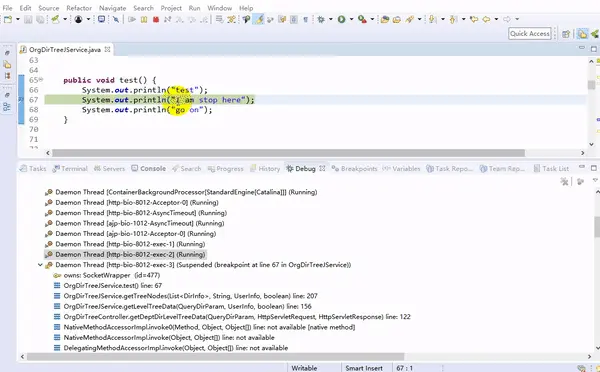 File Edit Source Refactor Navigate Search Project Run Window Help
Quick Access
OrgDirTreeJService.java
63
64
65 public void test() {
66 System.out.println("test");
67 System.out.println("I am stop here");
68 System.out.println("go on");
69 }
Tasks Terminal Servers Console Search Progress History Debug Breakpoints Variables Task Repo... Team Rep... Task List
Daemon Thread [ContainerBackgroundProcessor[StandardEngine[Catalina]]] (Running)
Daemon Thread [http-bio-8012-Acceptor-0] (Running)
Daemon Thread [http-bio-8012-AsyncTimeout] (Running)
Daemon Thread [ajp-bio-1012-Acceptor-0] (Running)
Daemon Thread [ajp-bio-1012-AsyncTimeout] (Running)
Daemon Thread [http-bio-8012-exec-1] (Running)
Daemon Thread [http-bio-8012-exec-2] (Running)
Daemon Thread [http-bio-8012-exec-3] (Suspended (breakpoint at line 67 in OrgDirTreeJService))
owns: SocketWrapper (id=477)
OrgDirTreeJService.test() line: 67
OrgDirTreeJService.getTreeNodes(List<DirInfo>, String, UserInfo, boolean) line: 207
OrgDirTreeJService.getLevelTreeData(QueryDirParam, UserInfo, boolean) line: 156
OrgDirTreeController.getDeptDirLevelTreeData(QueryDirParam, HttpServletRequest, HttpServletResponse) line: 122
NativeMethodAccessorImpl.invoke0(Method, Object, Object[]) line: not available [native method]
NativeMethodAccessorImpl.invoke(Object, Object[]) line: not available
DelegatingMethodAccessorImpl.invoke(Object, Object[]) line: not available
Writable Smart Insert 67 : 1